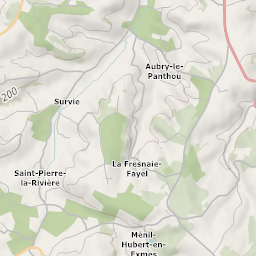 Aubry-le-
Panthou
200
Survie
La Fresnaie-
Fayel
Saint-Pierre-
la-Rivière
Ménil-
Hubert-en-
Exmes